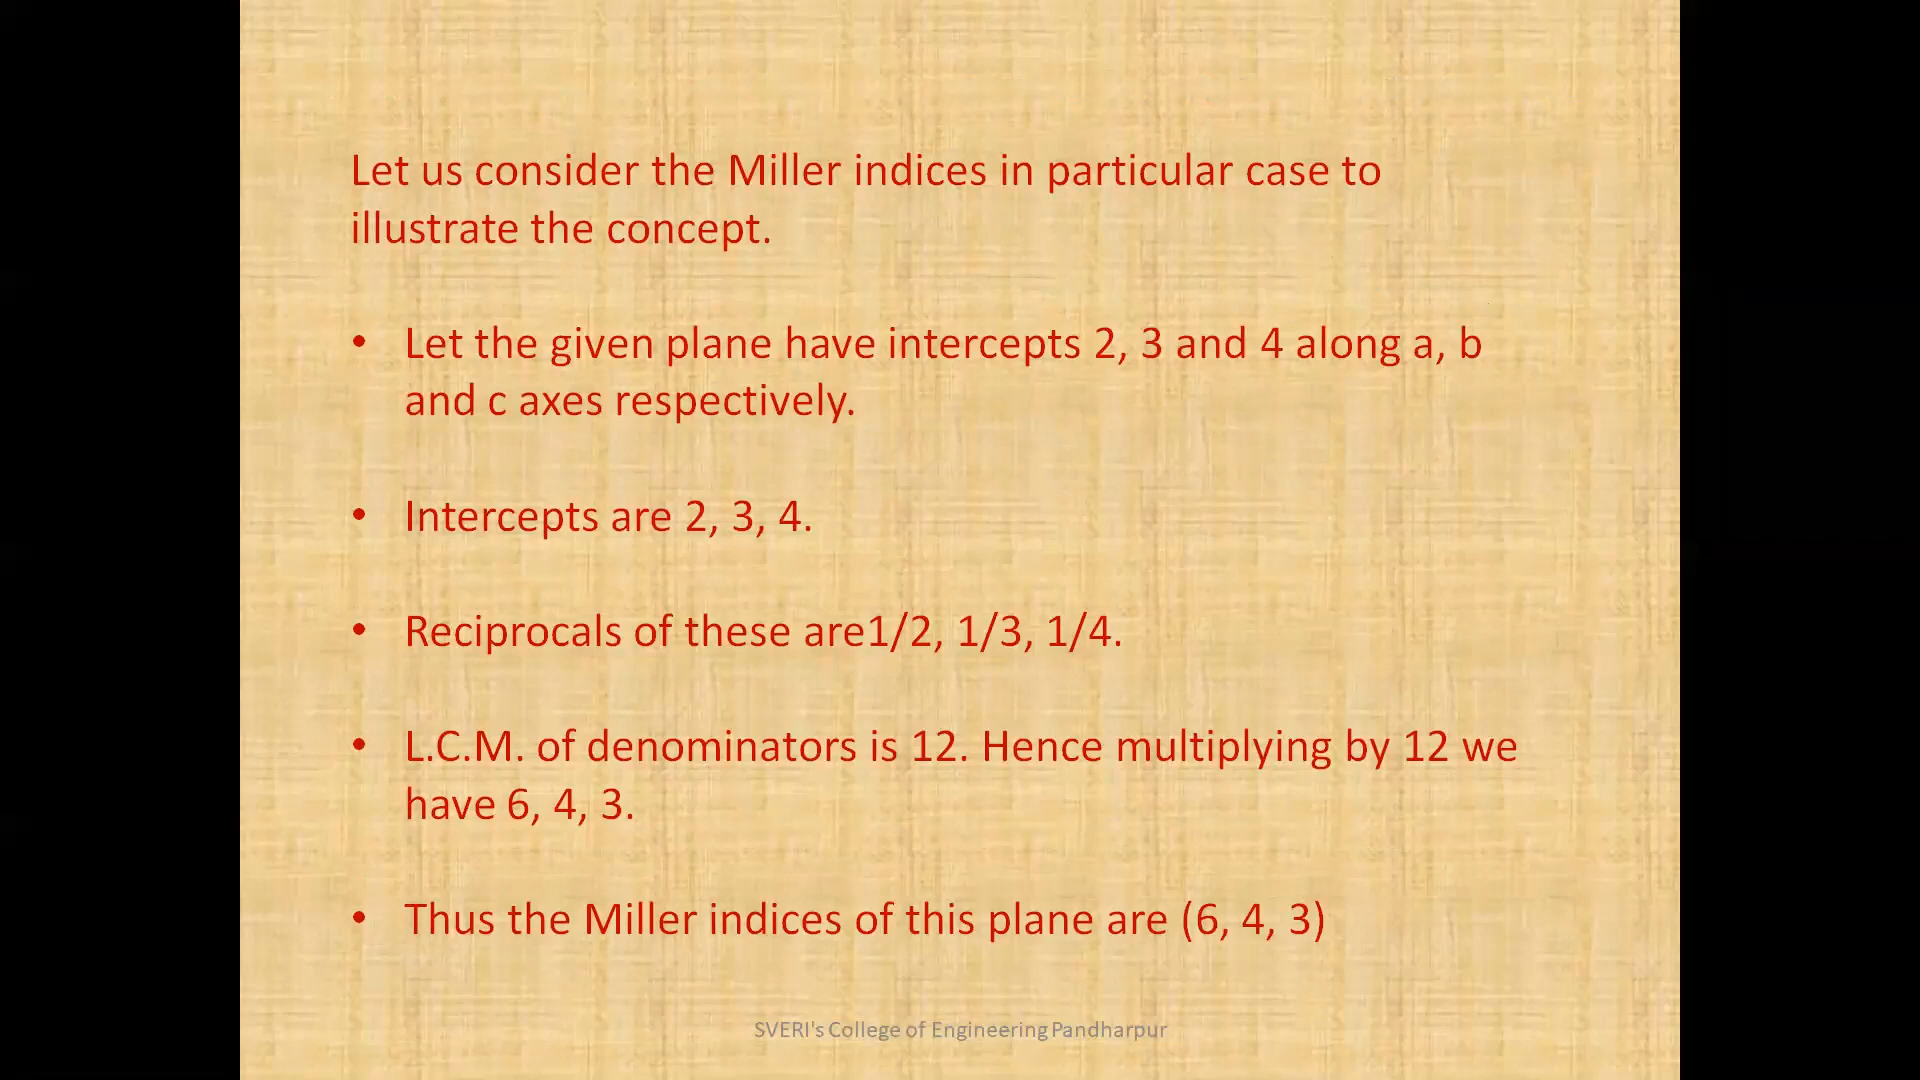 Let us consider the Miller indices in particular case to
illustrate the concept.
• Let the given plane have intercepts 2, 3 and 4 along a, b
and c axes respectively.
• Intercepts are 2, 3, 4.
• Reciprocals of these are1/2, 1/3, 1/4.
• L.C.M. of denominators is 12. Hence multiplying by 12 we
have 6, 4, 3.
• Thus the Miller indices of this plane are (6, 4, 3)
SVERI's College of Engineering Pandharpur